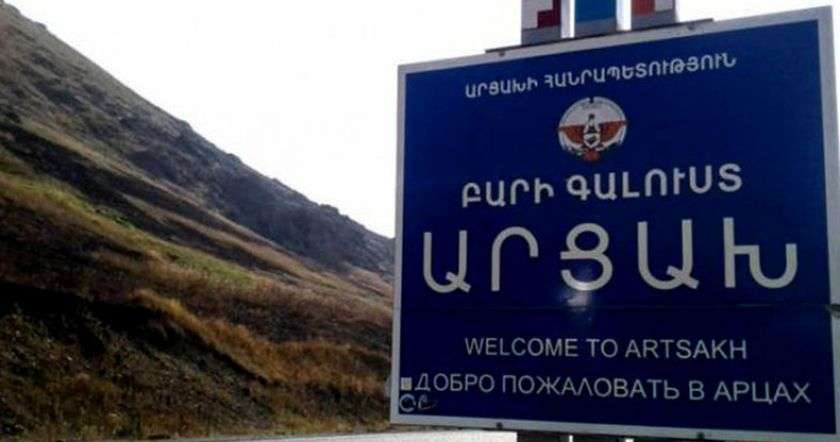 ԱՐՑԱԽԻ ՀԱՆՐԱՊԵՏՈՒԹՅՈՒՆ
ԲԱՐԻ ԳԱԼՈՒՍՏ
ԱՐՑԱԽ
WELCOME TO ARTSAKH
ДОБРО ПОЖАЛОВАТЬ В АРЦАХ